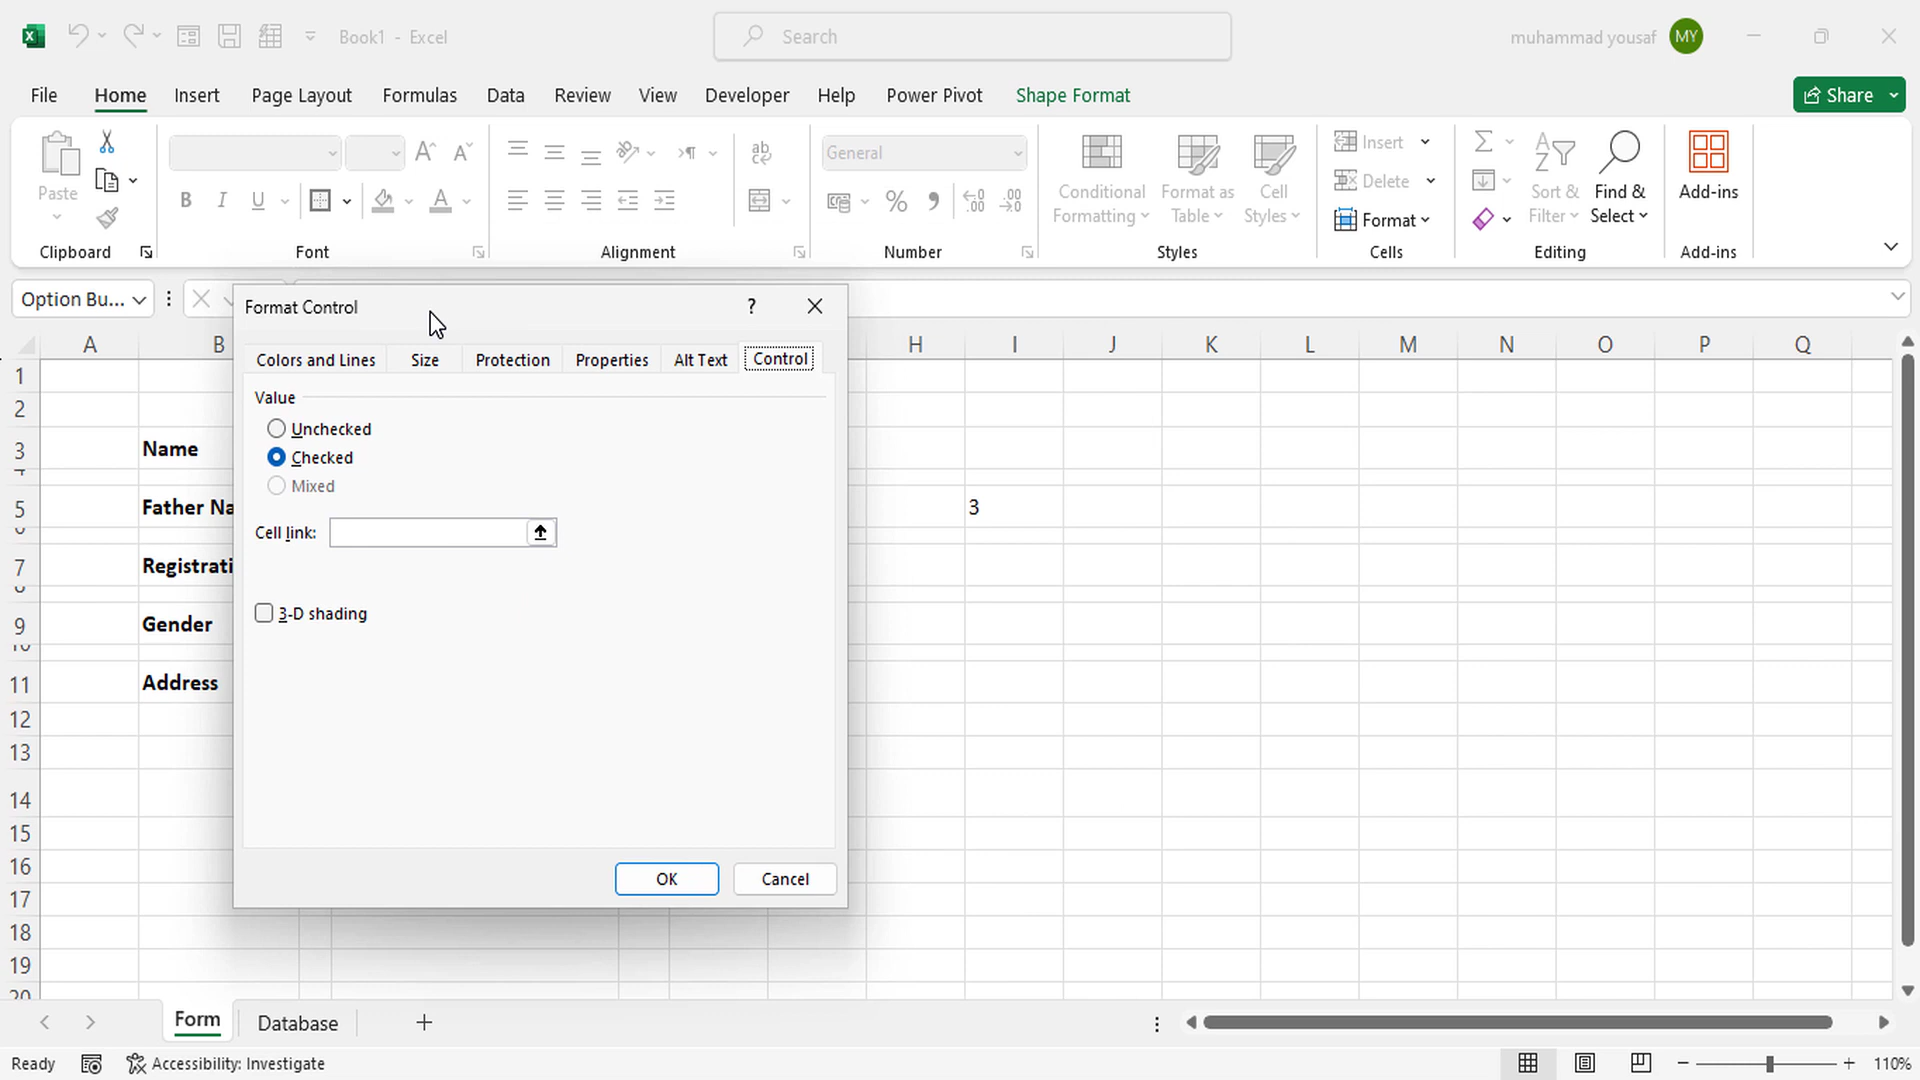 Book1 - Excel
Search
muhammad yousaf
MY
File
Home
Insert
Page Layout
Formulas
Data
Review
View
Developer
Help
Power Pivot
Shape Format
Share
Paste
Clipboard
B I U
A
Font
ab
Alignment
General
%
.00
Number
Conditional
Formatting
Format as
Table
Cell
Styles
Styles
Insert
Delete
Format
Cells
Sort &
Filter
Find &
Select
Editing
Add-ins
Add-ins
Option Bu...
Format Control
?
A B H I J K L M N O P Q
Colors and Lines
Size
Protection
Properties
Alt Text
Control
Value
Unchecked
Checked
Mixed
Cell link:
3-D shading
OK
Cancel
1
2
3 Name
5 Father Na
3
7 Registrati
9 Gender
11 Address
12
13
14
15
16
17
18
19
20
Form
Database
Ready
Accessibility: Investigate
110%